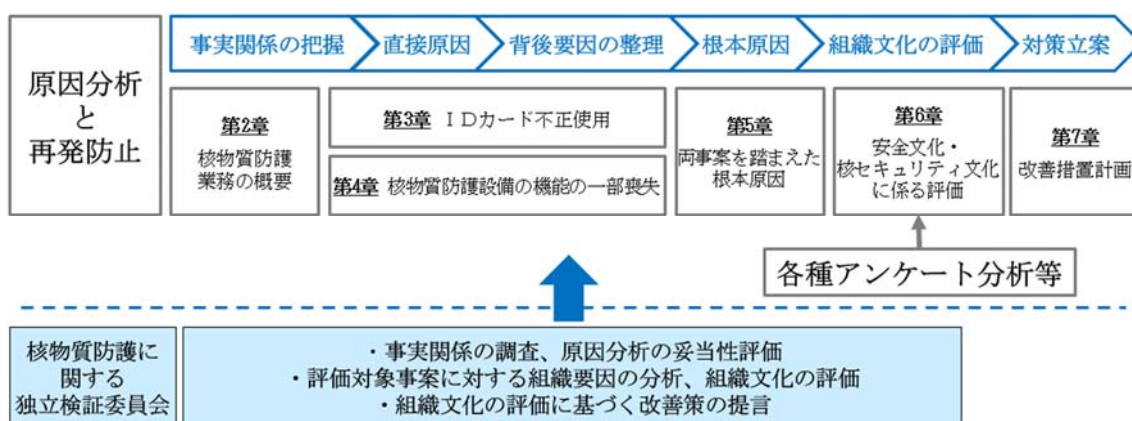 原因分析
と
再発防止
事実関係の把握
直接原因
背後要因の整理
根本原因
組織文化の評価
対策立案
第2章
核物質防護
業務の概要
第3章 ＩＤカード不正使用
第4章 核物質防護設備の機能の一部喪失
第5章
両事案を踏まえた
根本原因
第6章
安全文化・
核セキュリティ文化
に係る評価
第7章
改善措置計画
各種アンケート分析等
核物質防護に
関する
独立検証委員会
・事実関係の調査、原因分析の妥当性評価
・評価対象事案に対する組織要因の分析、組織文化の評価
・組織文化の評価に基づく改善策の提言